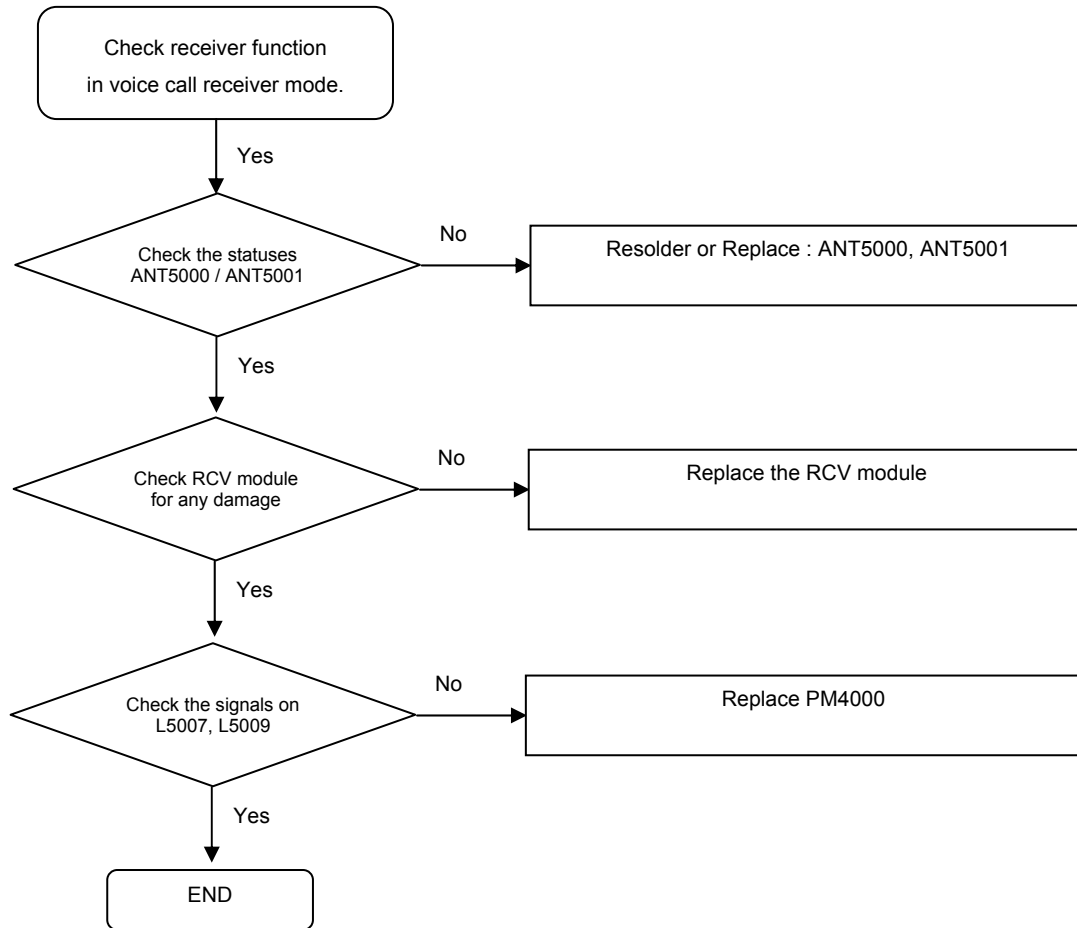 Check receiver function
in voice call receiver mode.
Yes
Check the statuses
ANT5000 / ANT5001
No
Resolder or Replace : ANT5000, ANT5001
Yes
Check RCV module
for any damage
No
Replace the RCV module
Yes
Check the signals on
L5007, L5009
No
Replace PM4000
Yes
END